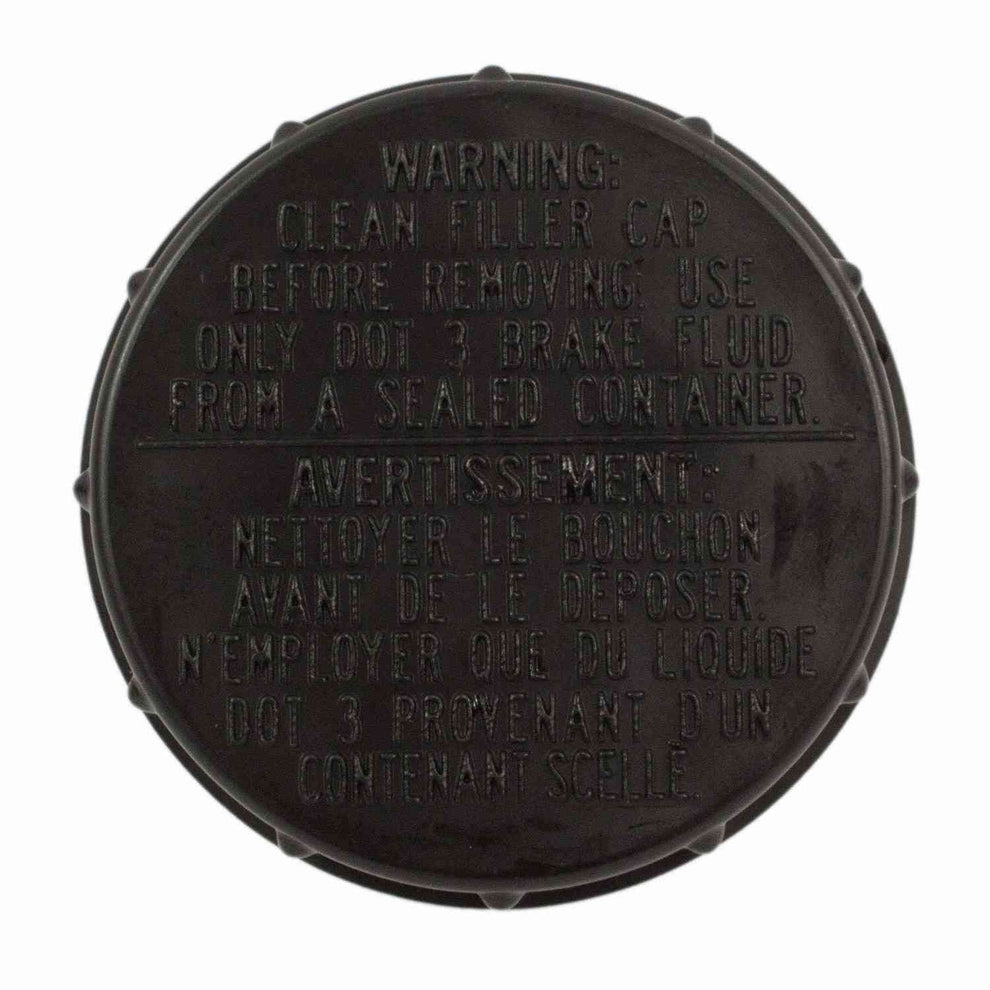 WARNING:
CLEAN FILLER CAP
BEFORE REMOVING. USE
ONLY DOT 3 BRAKE FLUID
FROM A SEALED CONTAINER.
AVERTISSEMENT:
NETTOYER LE BOUCHON
AVANT DE LE DÉPOSER.
N'EMPLOYER QUE DU LIQUIDE
DOT 3 PROVENANT D'UN
CONTENANT SCELLÉ.